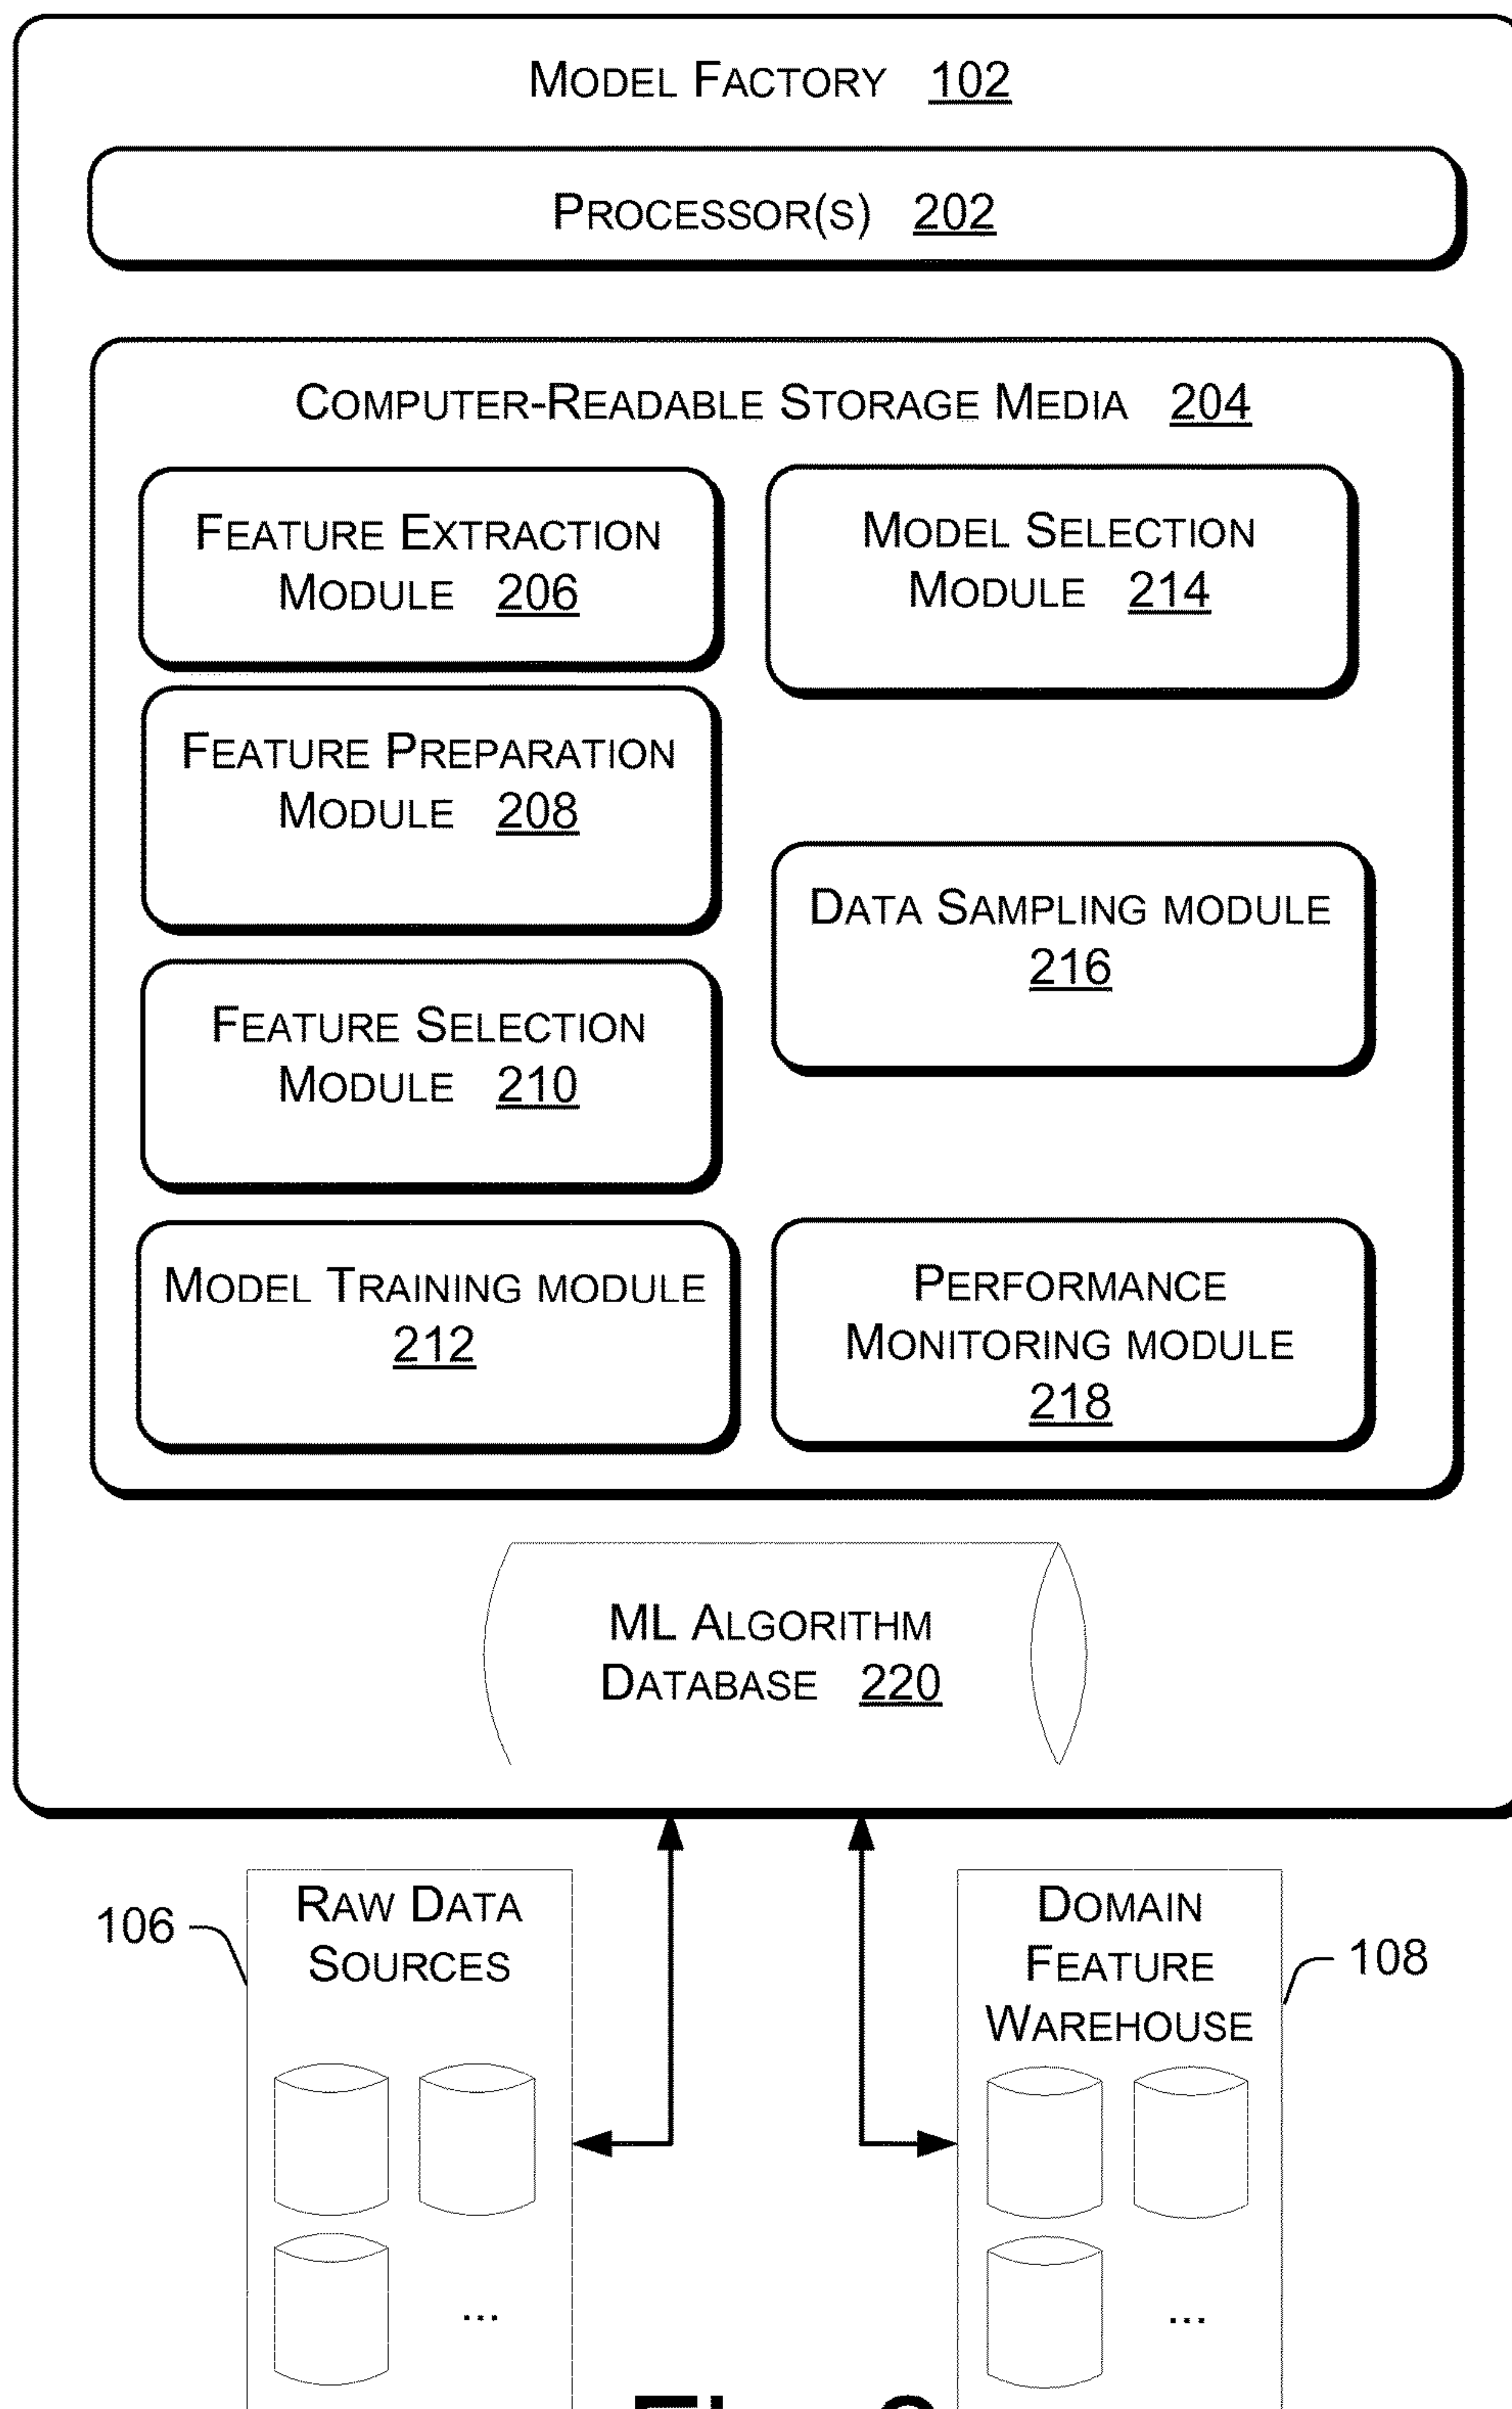 MODEL FACTORY 102
PROCESSOR(S) 202
COMPUTER-READABLE STORAGE MEDIA 204
FEATURE EXTRACTION
MODULE 206
FEATURE PREPARATION
MODULE 208
FEATURE SELECTION
MODULE 210
MODEL TRAINING MODULE
212
MODEL SELECTION
MODULE 214
DATA SAMPLING MODULE
216
PERFORMANCE
MONITORING MODULE
218
ML ALGORITHM
DATABASE 220
106
RAW DATA
SOURCES
...
DOMAIN
FEATURE
WAREHOUSE
108
...